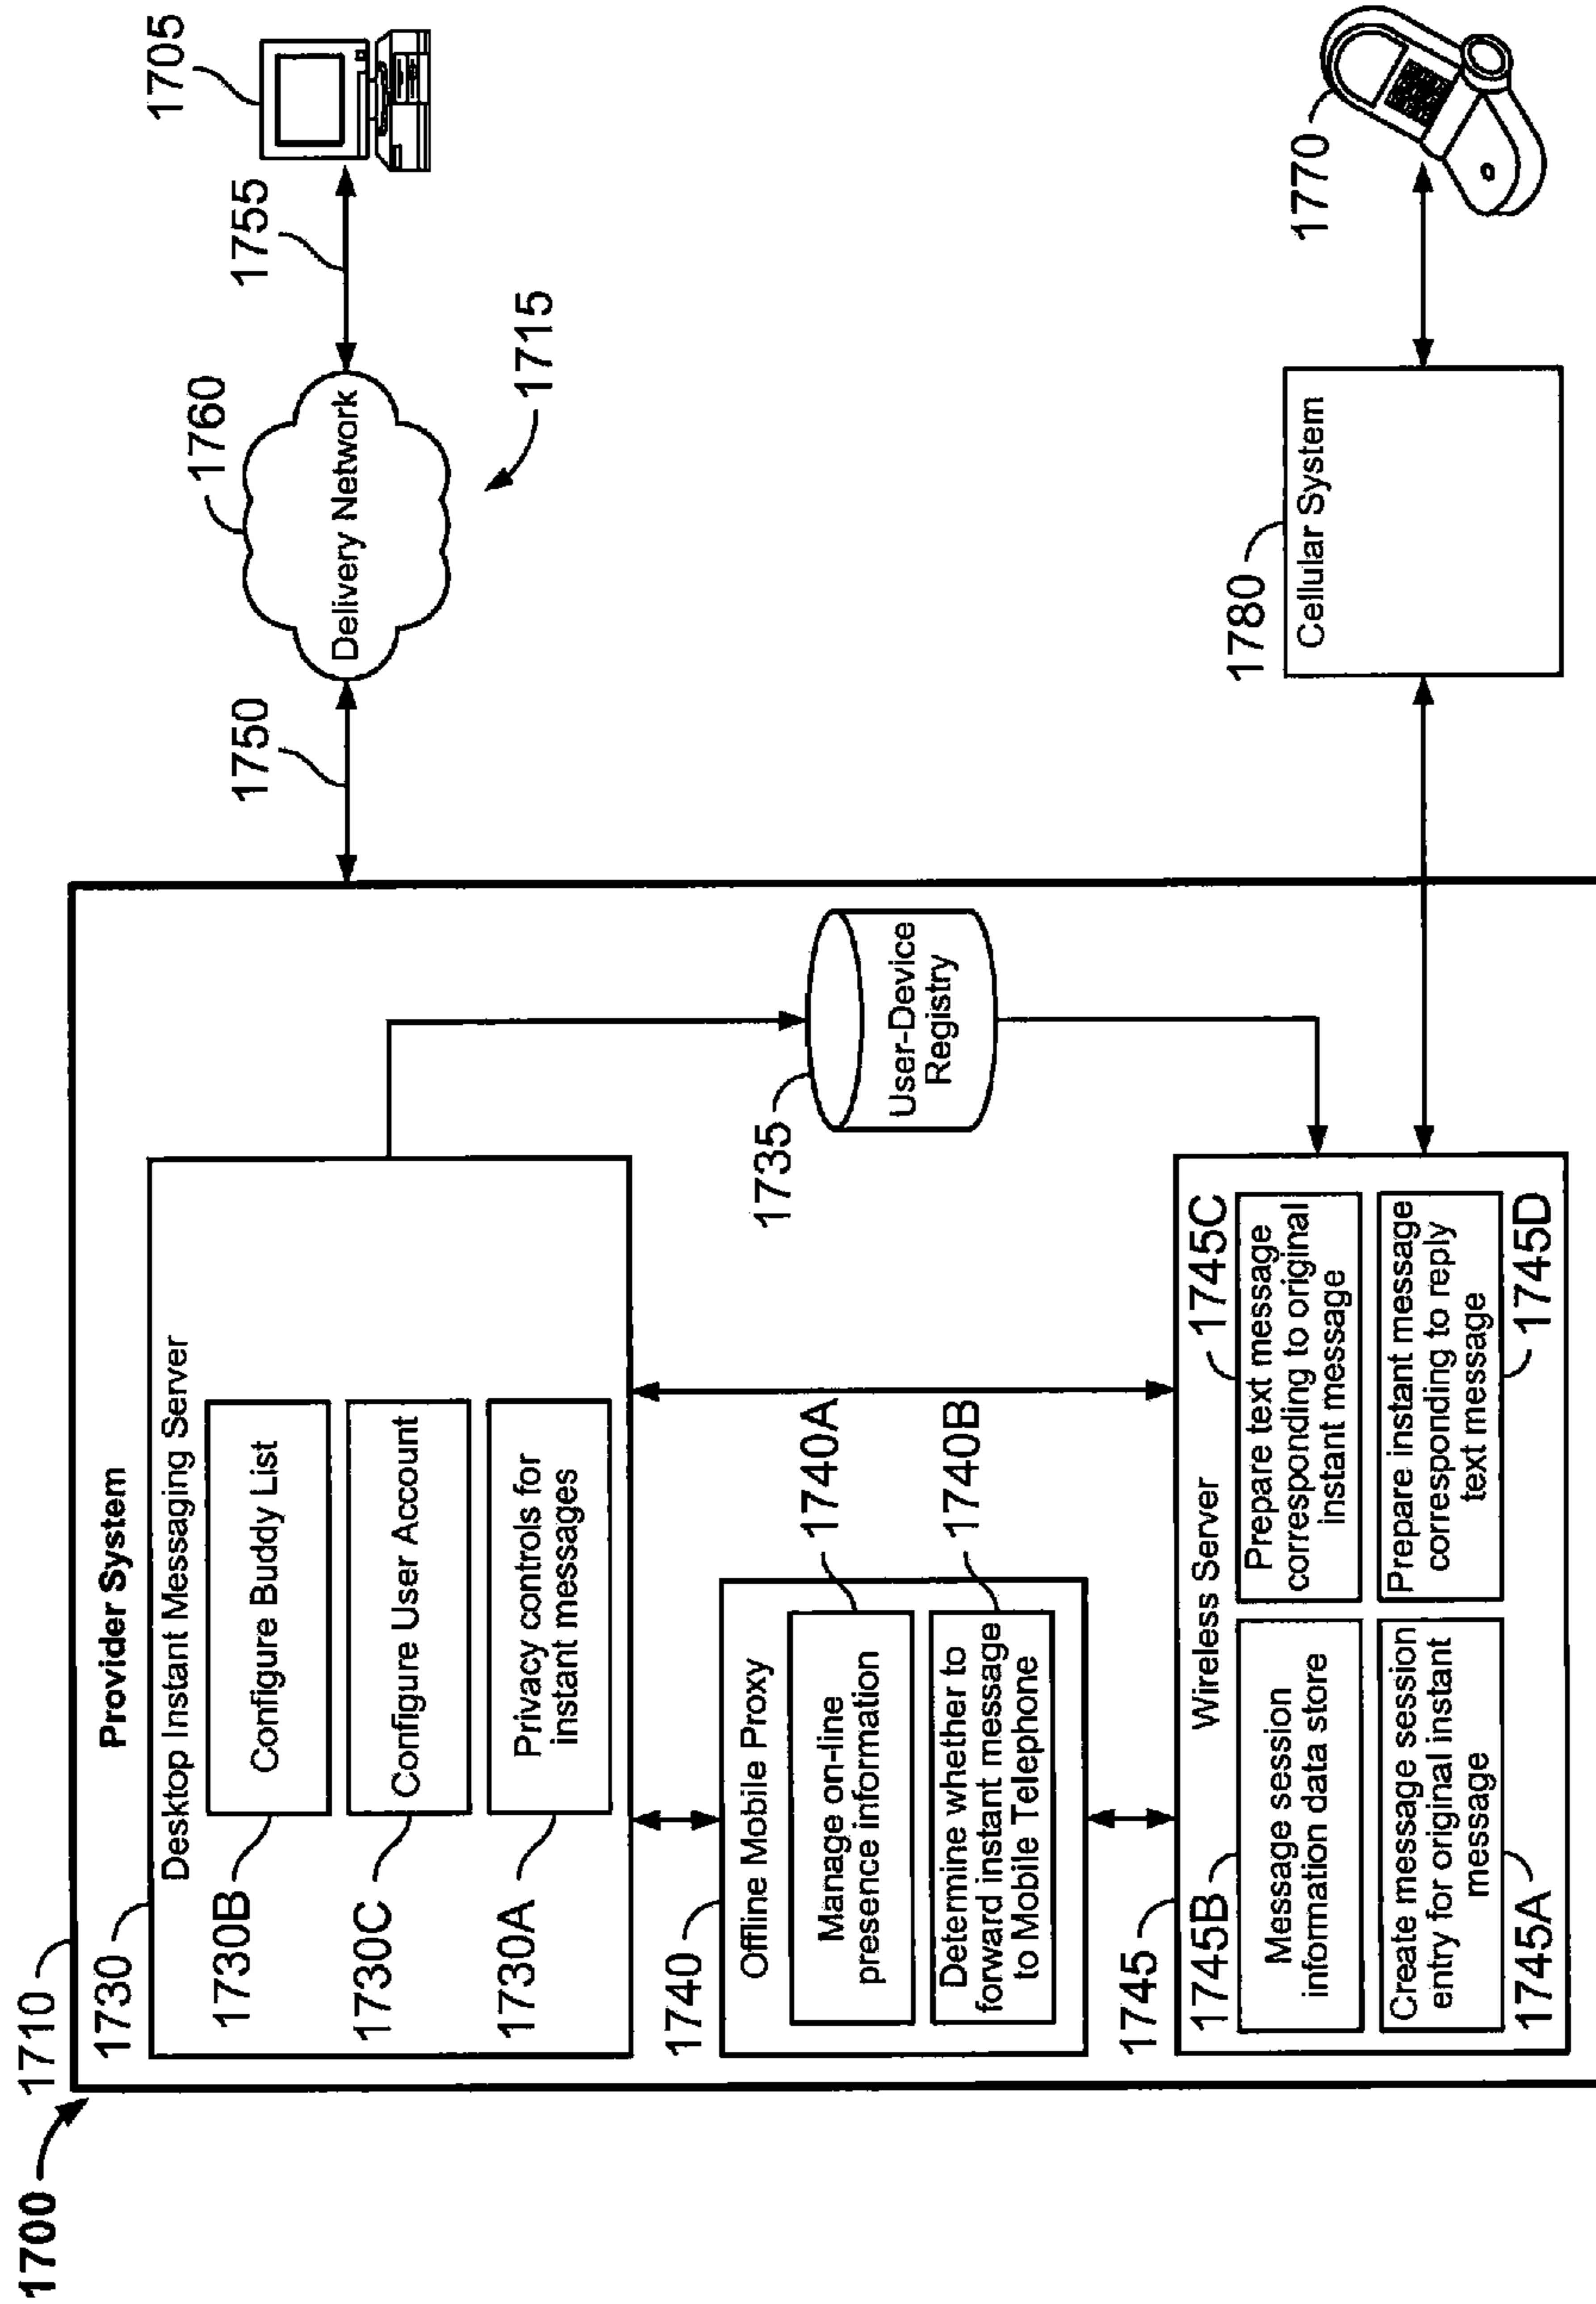 1700
1710
Provider System
1730
Desktop Instant Messaging Server
1730B
Configure Buddy List
1730C
Configure User Account
1730A
Privacy controls for
instant messages
1740
Offline Mobile Proxy
Manage on-line
presence information
1740A
Determine whether to
forward instant message
to Mobile Telephone
1740B
1735
User-Device
Registry
1745
Wireless Server
1745B
Message session
information data store
1745C
Prepare text message
corresponding to original
instant message
Create message session
entry for original instant
message
1745A
Prepare instant message
corresponding to reply
text message
1745D
1750
1760
Delivery Network
1755
1705
1715
1780
Cellular System
1770